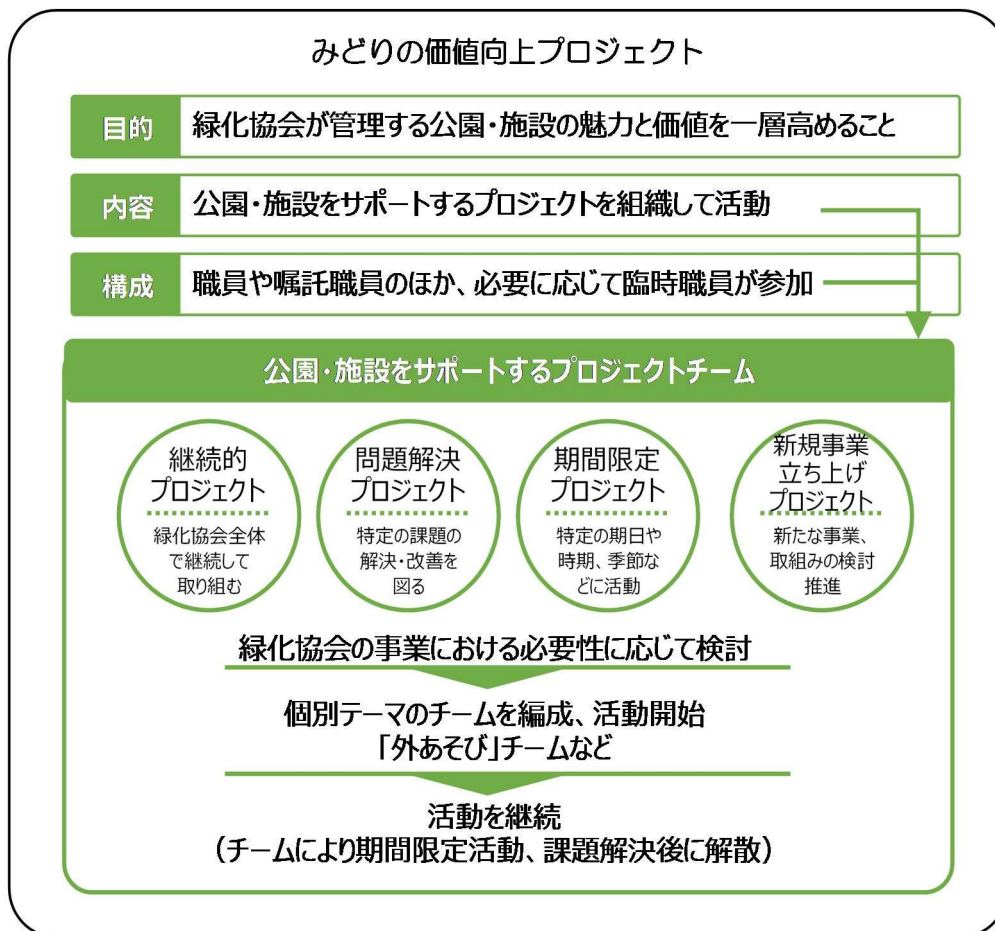 みどりの価値向上プロジェクト
目的 緑化協会が管理する公園・施設の魅力と価値を一層高めること
内容 公園・施設をサポートするプロジェクトを組織して活動
構成 職員や嘱託職員のほか、必要に応じて臨時職員が参加
公園・施設をサポートするプロジェクトチーム
継続的
プロジェクト
緑化協会全体
で継続して
取り組む
問題解決
プロジェクト
特定の課題の
解決・改善を
図る
期間限定
プロジェクト
特定の期日や
時期、季節な
どに活動
新規事業
立ち上げ
プロジェクト
新たな事業、
取組みの検討
推進
緑化協会の事業における必要性に応じて検討
個別テーマのチームを編成、活動開始
「外あそび」チームなど
活動を継続
（チームにより期間限定活動、課題解決後に解散）